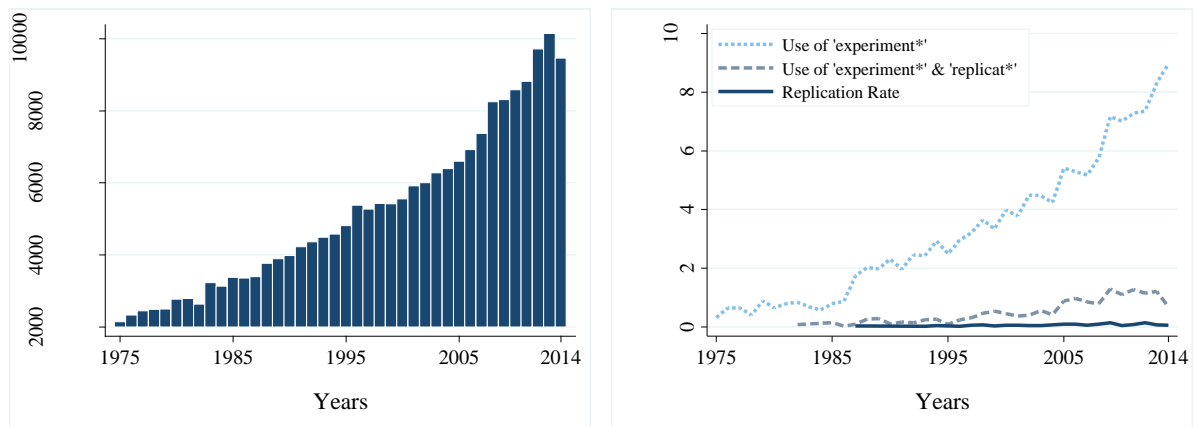 10000
8000
6000
4000
2000
1975 1985 1995 2005 2014
Years
10
8
6
4
2
0
Use of 'experiment*'
Use of 'experiment*' & 'replicat*'
Replication Rate
1975 1985 1995 2005 2014
Years